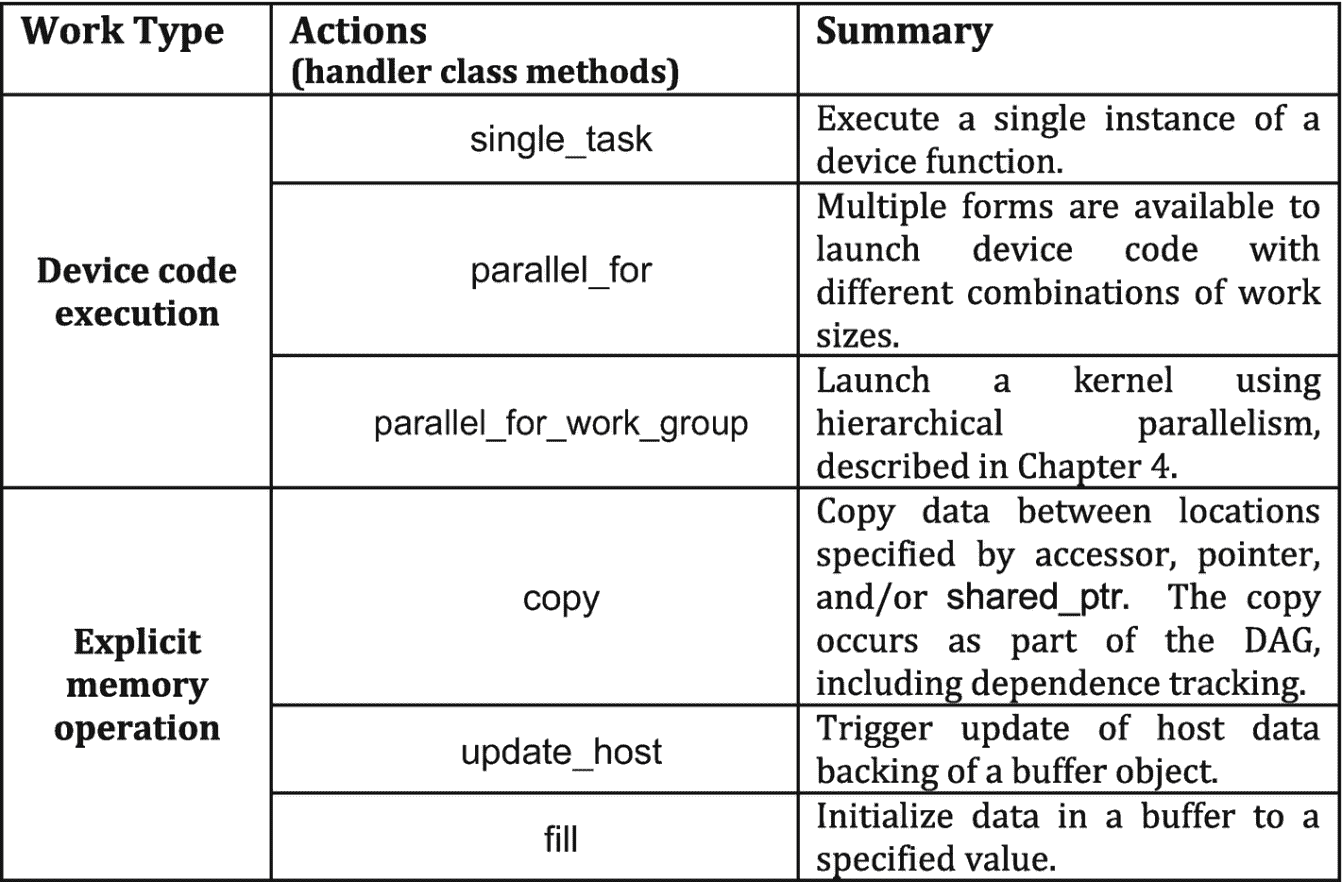 Work Type
Actions
(handler class methods)
Summary
Device code
execution
single_task
Execute a single instance of a
device function.
parallel_for
Multiple forms are available to
launch device code with
different combinations of work
sizes.
parallel_for_work_group
Launch a kernel using
hierarchical parallelism,
described in Chapter 4.
Explicit
memory
operation
copy
Copy data between locations
specified by accessor, pointer,
and/or shared_ptr. The copy
occurs as part of the DAG,
including dependence tracking.
update_host
Trigger update of host data
backing of a buffer object.
fill
Initialize data in a buffer to a
specified value.